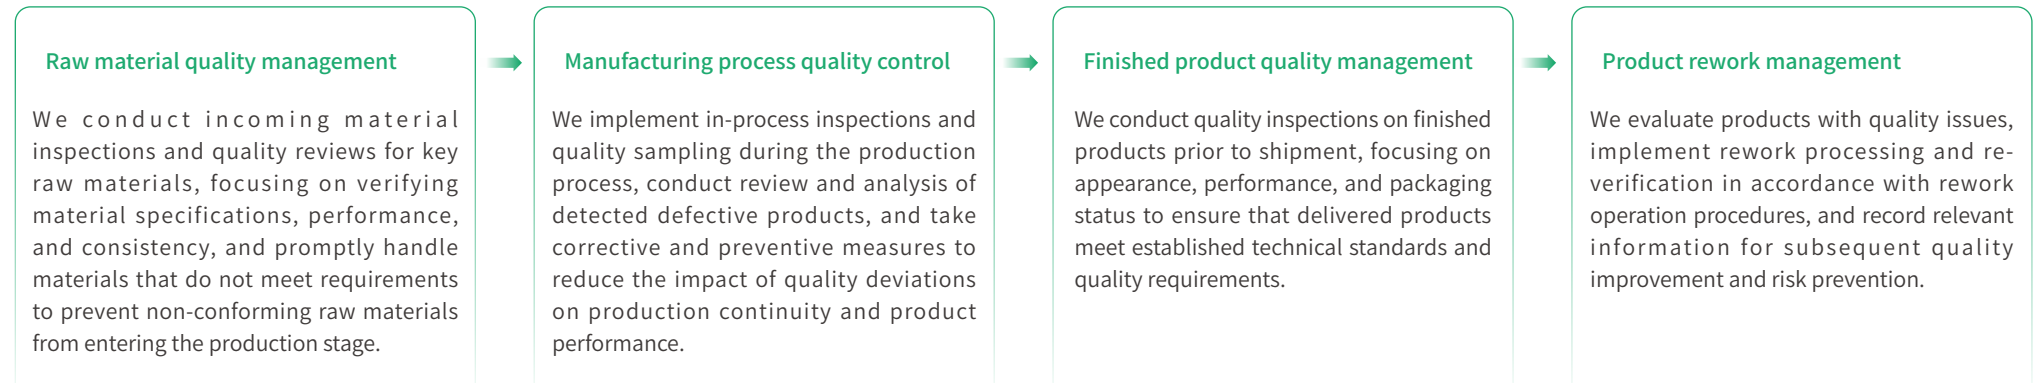 Raw material quality management
We conduct incoming material
inspections and quality reviews for key
raw materials, focusing on verifying
material specifications, performance,
and consistency, and promptly handle
materials that do not meet requirements
to prevent non-conforming raw materials
from entering the production stage.
Manufacturing process quality control
We implement in-process inspections and
quality sampling during the production
process, conduct review and analysis of
detected defective products, and take
corrective and preventive measures to
reduce the impact of quality deviations
on production continuity and product
performance.
Finished product quality management
We conduct quality inspections on finished
products prior to shipment, focusing on
appearance, performance, and packaging
status to ensure that delivered products
meet established technical standards and
quality requirements.
Product rework management
We evaluate products with quality issues,
implement rework processing and re-
verification in accordance with rework
operation procedures, and record relevant
information for subsequent quality
improvement and risk prevention.